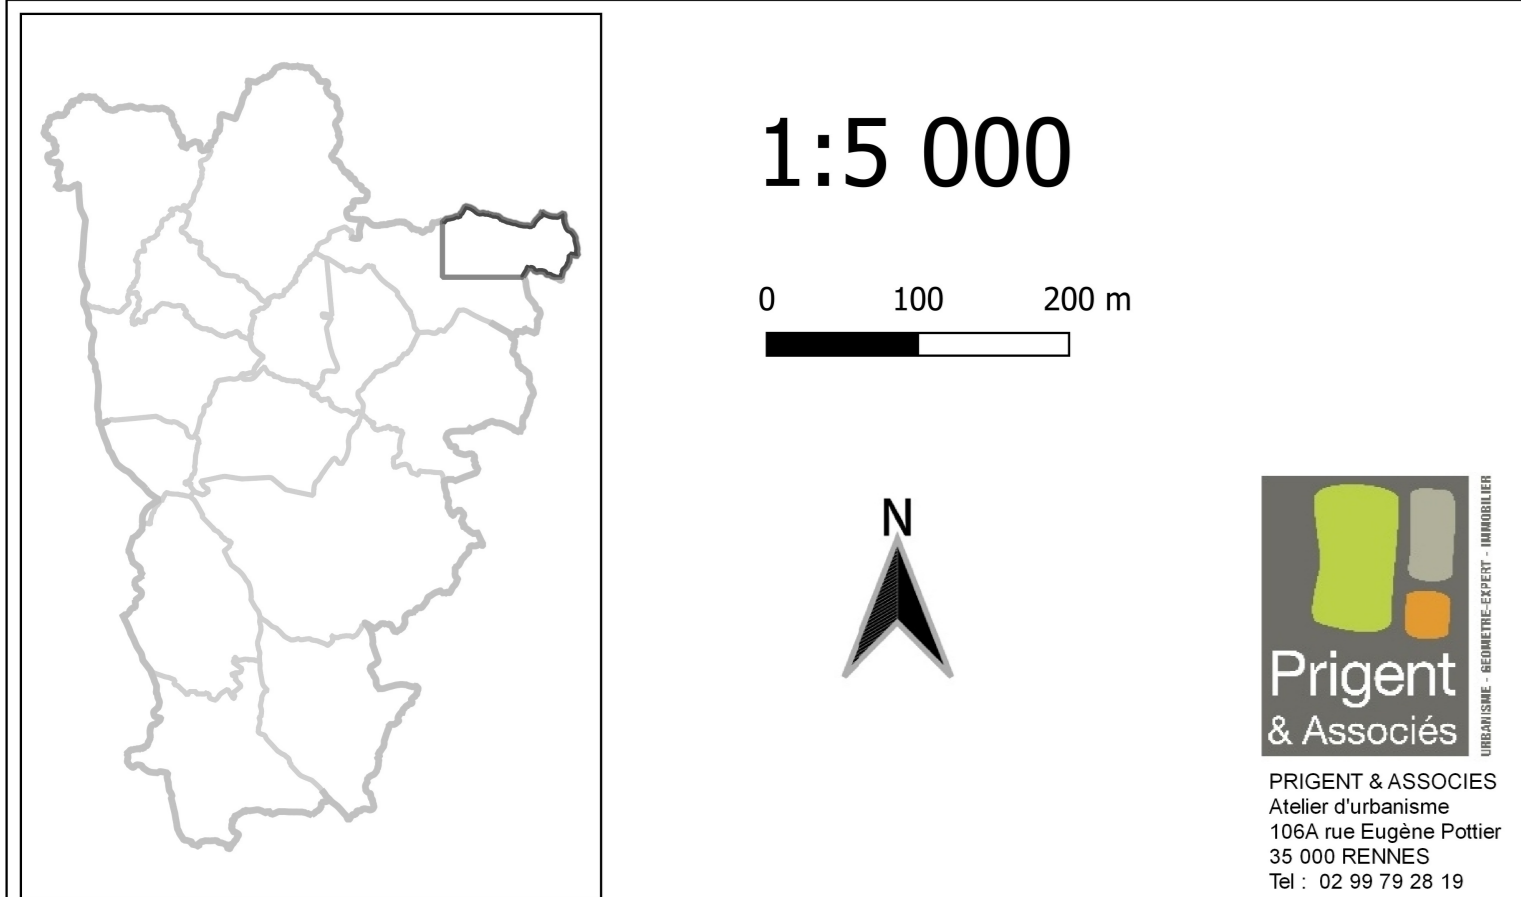 1:5 000
0 100 200 m
N
Prigent
& Associés
URBANISME - GEOMETRE-EXPERT - IMMOBILIER
PRIGENT & ASSOCIES
Atelier d'urbanisme
106A rue Eugène Pottier
35 000 RENNES
Tel : 02 99 79 28 19